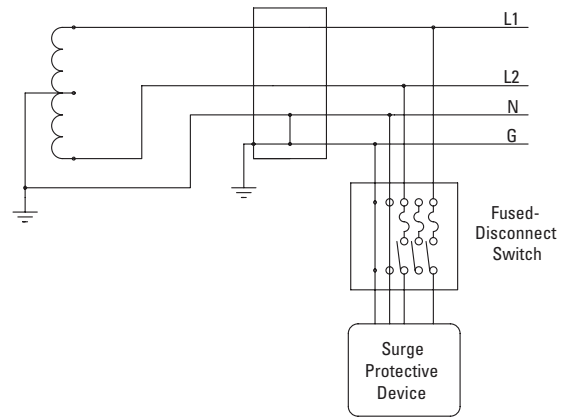 L1
L2
N
G
Fused-
Disconnect
Switch
Surge
Protective
Device